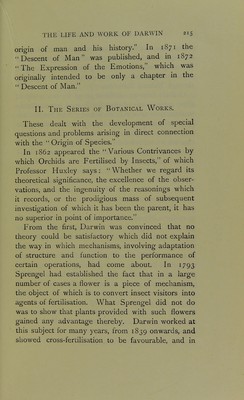 THE LIFE AND WORK OF DARWIN 215
origin of man and his history.” In 1871 the
“Descent of Man” was published, and in 1872
“The Expression of the Emotions,” which was
originally intended to be only a chapter in the
“Descent of Man.”
II. The Series of Botanical Works.
These dealt with the development of special
questions and problems arising in direct connection
with the “Origin of Species.”
In 1862 appeared the “Various Contrivances by
which Orchids are Fertilised by Insects,” of which
Professor Huxley says: “Whether we regard its
theoretical significance, the excellence of the obser-
vations, and the ingenuity of the reasonings which
it records, or the prodigious mass of subsequent
investigation of which it has been the parent, it has
no superior in point of importance.”
From the first, Darwin was convinced that no
theory could be satisfactory which did not explain
the way in which mechanisms, involving adaptation
of structure and function to the performance of
certain operations, had come about. In 1793
Sprengel had established the fact that in a large
number of cases a flower is a piece of mechanism,
the object of which is to convert insect visitors into
agents of fertilisation. What Sprengel did not do
was to show that plants provided with such flowers
gained any advantage thereby. Darwin worked at
this subject for many years, from 1839 onwards, and
showed cross-fertilisation to be favourable, and in